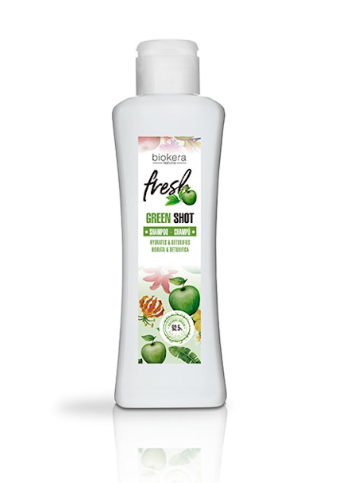 biokera
natura
fresh
GREEN SHOT
SHAMPOO - CHAMPÚ
HYDRATES & DETOXIFIES
HIDRATA & DETOXIFICA
92.5%